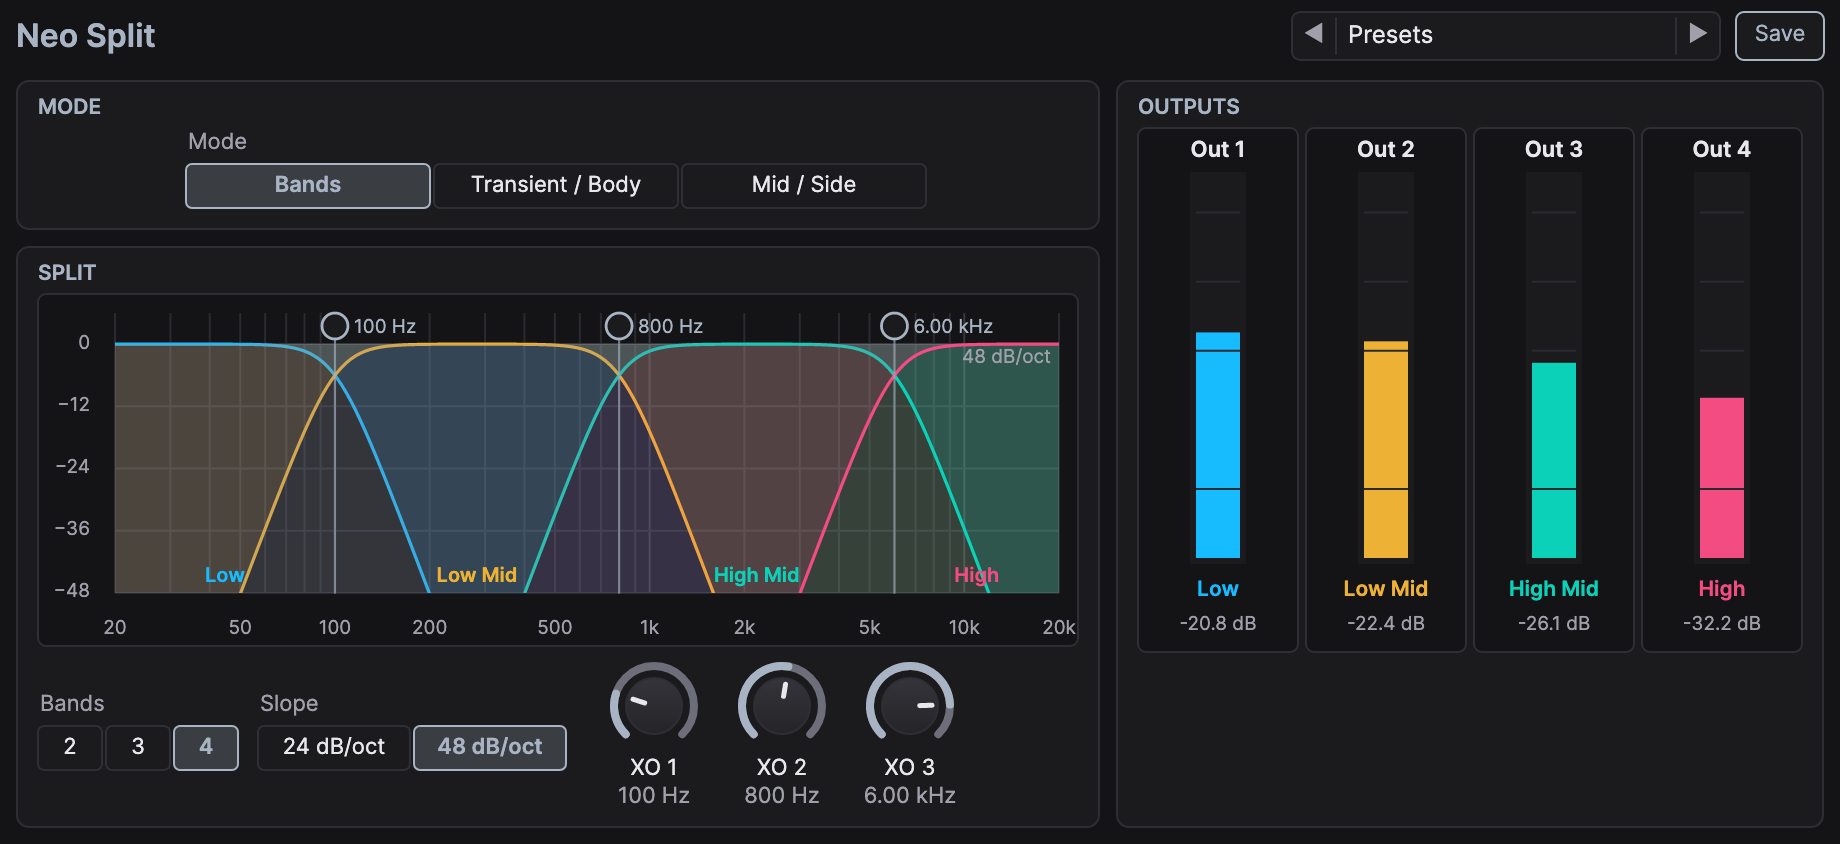 Neo Split
Presets
Save
MODE
Mode
Bands
Transient / Body
Mid / Side
SPLIT
100 Hz
800 Hz
6.00 kHz
48 dB/oct
0
−12
−24
−36
−48
Low
Low Mid
High Mid
High
20
50
100
200
500
1k
2k
5k
10k
20k
Bands
2
3
4
Slope
24 dB/oct
48 dB/oct
XO 1
100 Hz
XO 2
800 Hz
XO 3
6.00 kHz
OUTPUTS
Out 1
Out 2
Out 3
Out 4
Low
Low Mid
High Mid
High
-20.8 dB
-22.4 dB
-26.1 dB
-32.2 dB